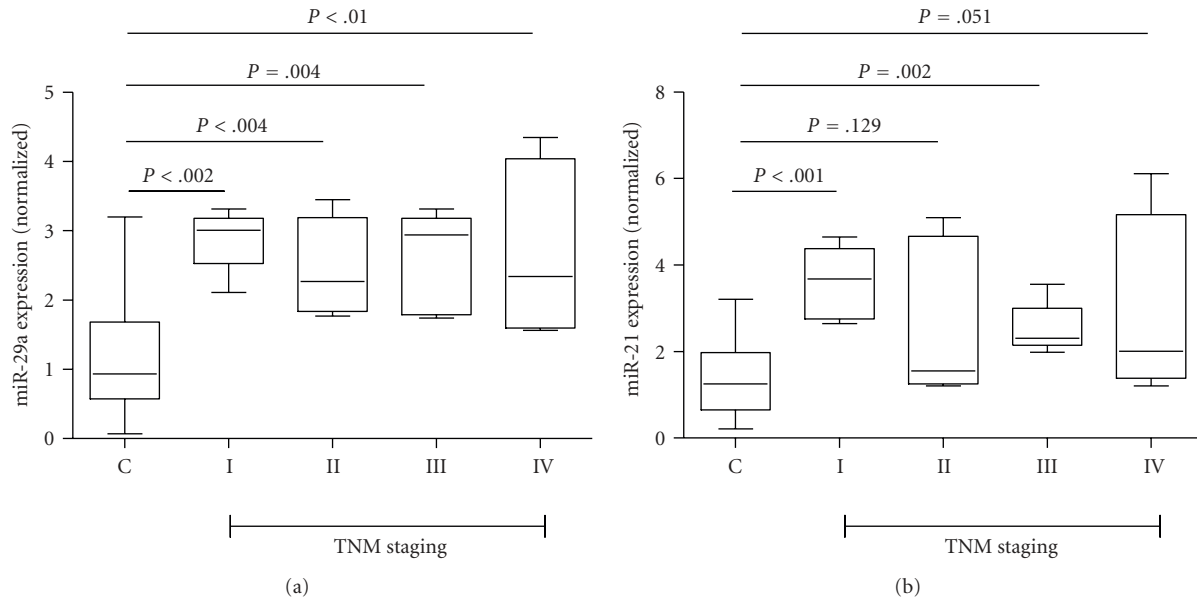 P < .01
P = .004
P < .004
P < .002
miR-29a expression (normalized)
5
4
3
2
1
0
C I II III IV
TNM staging
(a)
P = .051
P = .002
P = .129
P < .001
miR-21 expression (normalized)
8
6
4
2
0
C I II III IV
TNM staging
(b)